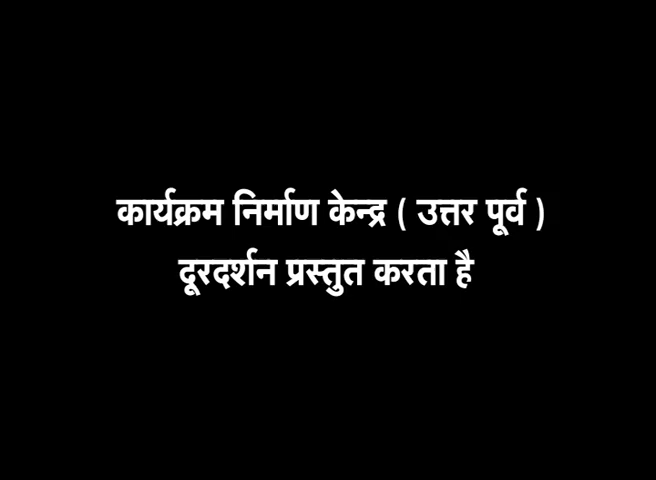 कार्यक्रम निर्माण केन्द्र ( उत्तर पूर्व )
दूरदर्शन प्रस्तुत करता है